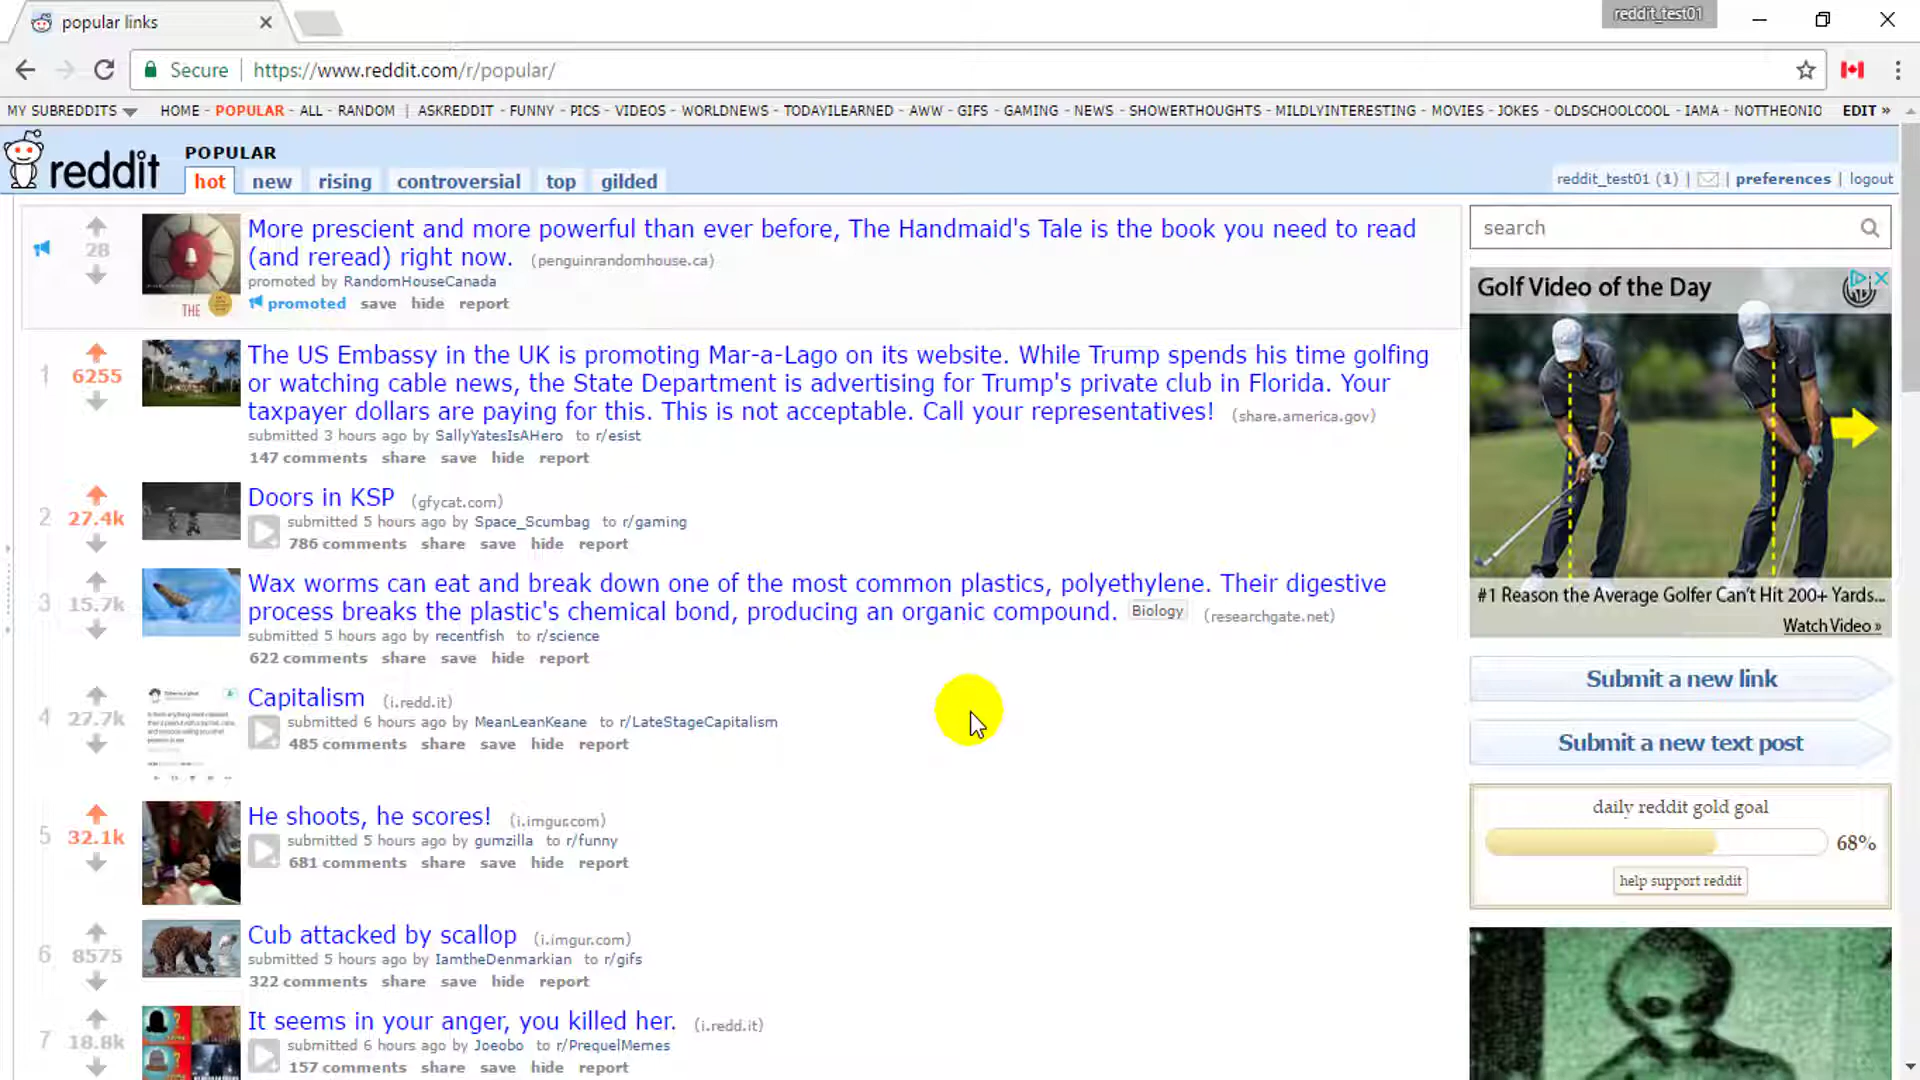 popular links
reddit_test01
Secure
https://www.reddit.com/r/popular/
MY SUBREDDITS HOME - POPULAR - ALL - RANDOM | ASKREDDIT - FUNNY - PICS - VIDEOS - WORLDNEWS - TODAYILEARNED - AWW - GIFS - GAMING - NEWS - SHOWERTHOUGHTS - MILDLYINTERESTING - MOVIES - JOKES - OLDSCHOOLCOOL - IAMA - NOTTHEONIO EDIT »
reddit
POPULAR
hot new rising controversial top gilded
reddit_test01 (1) | | preferences | logout
28
THE
More prescient and more powerful than ever before, The Handmaid's Tale is the book you need to read
(and reread) right now. (penguinrandomhouse.ca)
promoted by RandomHouseCanada
promoted save hide report
1
6255
The US Embassy in the UK is promoting Mar-a-Lago on its website. While Trump spends his time golfing
or watching cable news, the State Department is advertising for Trump's private club in Florida. Your
taxpayer dollars are paying for this. This is not acceptable. Call your representatives! (share.america.gov)
submitted 3 hours ago by SallyYatesIsAHero to r/esist
147 comments share save hide report
2
27.4k
Doors in KSP (gfycat.com)
submitted 5 hours ago by Space_Scumbag to r/gaming
786 comments share save hide report
3
15.7k
Wax worms can eat and break down one of the most common plastics, polyethylene. Their digestive
process breaks the plastic's chemical bond, producing an organic compound. Biology (researchgate.net)
submitted 5 hours ago by recentfish to r/science
622 comments share save hide report
4
27.7k
Capitalism (i.redd.it)
submitted 6 hours ago by MeanLeanKeane to r/LateStageCapitalism
485 comments share save hide report
5
32.1k
He shoots, he scores! (i.imgur.com)
submitted 5 hours ago by gumzilla to r/funny
681 comments share save hide report
6
8575
Cub attacked by scallop (i.imgur.com)
submitted 5 hours ago by IamtheDenmarkian to r/gifs
322 comments share save hide report
7
18.8k
It seems in your anger, you killed her. (i.redd.it)
submitted 6 hours ago by Joeobo to r/PrequelMemes
157 comments share save hide report
search
Golf Video of the Day
#1 Reason the Average Golfer Can't Hit 200+ Yards...
Watch Video »
Submit a new link
Submit a new text post
daily reddit gold goal
68%
help support reddit